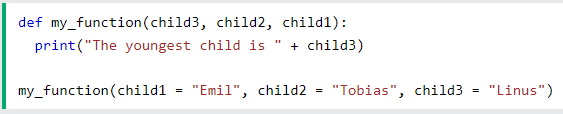 def my_function(child3, child2, child1):
  print("The youngest child is " + child3)

my_function(child1 = "Emil", child2 = "Tobias", child3 = "Linus")